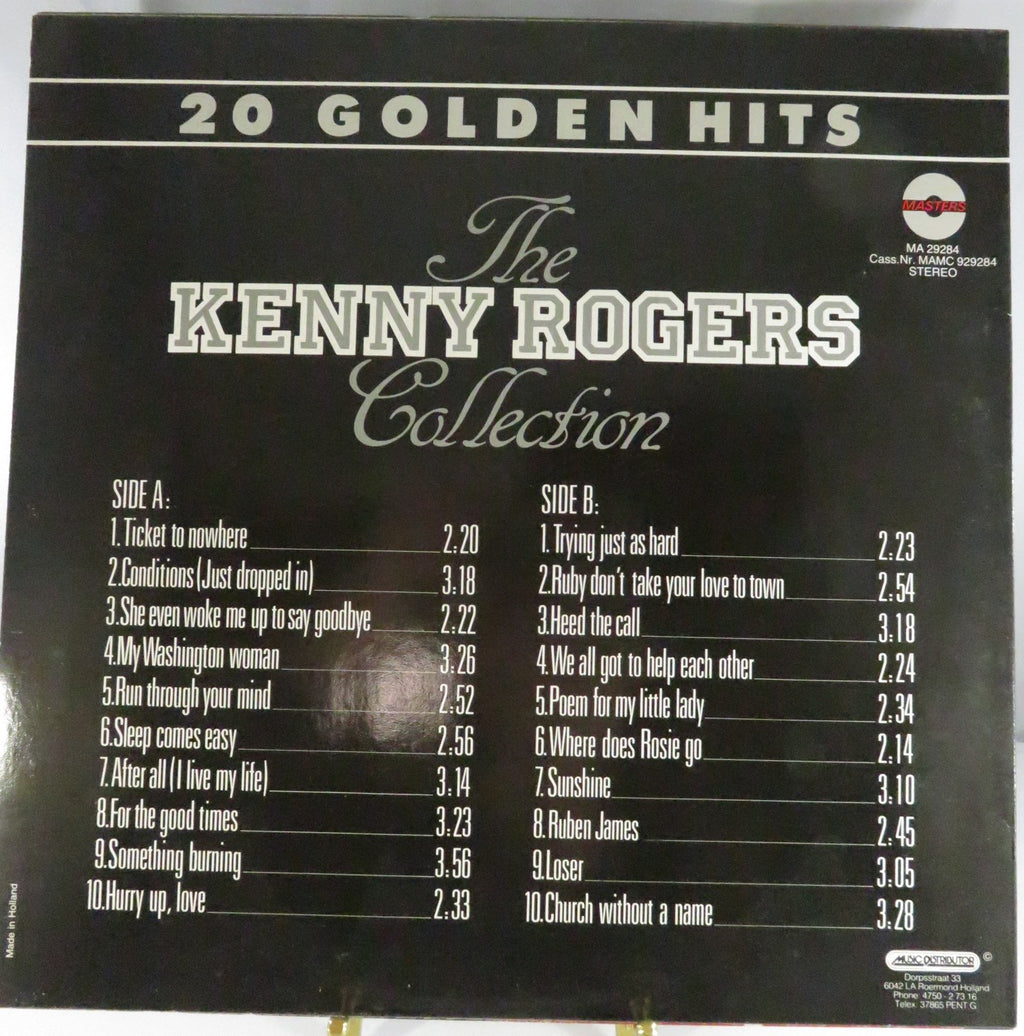 20 GOLDEN HITS
MASTERS
MA 29284
Cass.Nr. MAMC 929284
STEREO
The
KENNY ROGERS
Collection
SIDE A:
1.Ticket to nowhere 2:20
2.Conditions (Just dropped in) 3:18
3.She even woke me up to say goodbye 2:22
4.My Washington woman 3:26
5.Run through your mind 2:52
6.Sleep comes easy 2:56
7.After all (I live my life) 3:14
8.For the good times 3:23
9.Something burning 3:56
10.Hurry up, love 2:33
SIDE B:
1.Trying just as hard 2:23
2.Ruby don't take your love to town 2:54
3.Heed the call 3:18
4.We all got to help each other 2:24
5.Poem for my little lady 2:34
6.Where does Rosie go 2:14
7.Sunshine 3:10
8.Ruben James 2:45
9.Loser 3:05
10.Church without a name 3:28
Made in Holland
MUSIC DISTRIBUTOR ©
Dorpsstraat 33
6042 LA Roermond Holland
Phone 4750 - 2 73 16
Telex 37865 PENT G